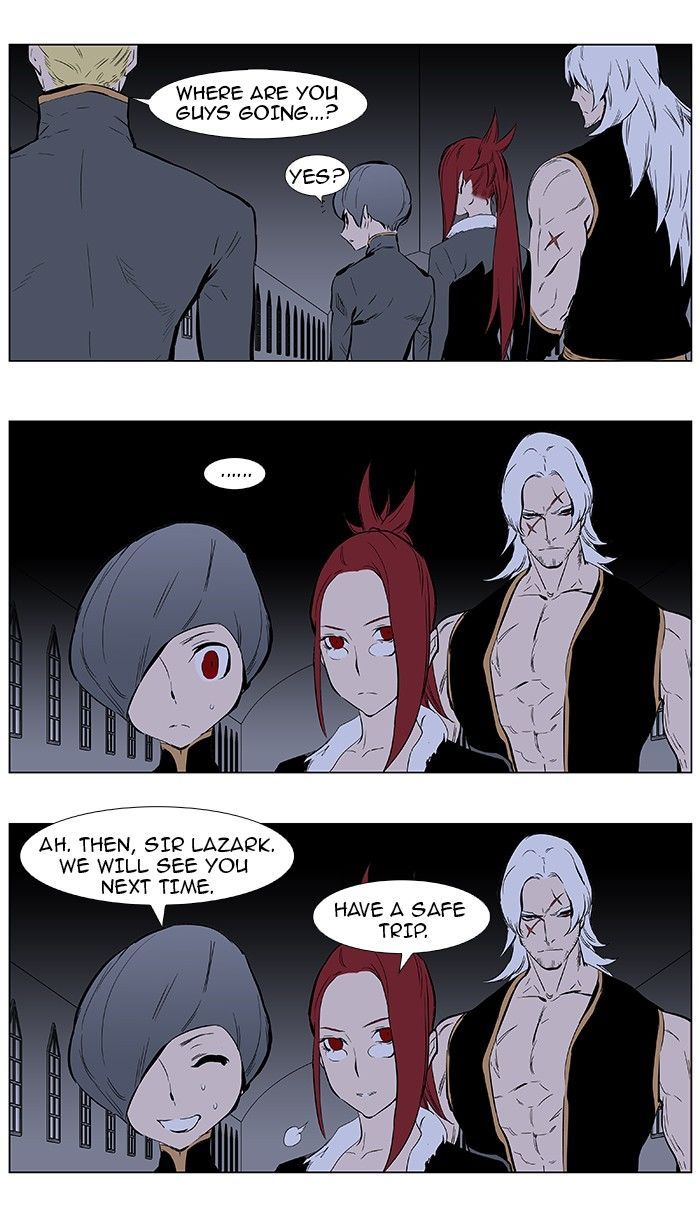 WHERE ARE YOU
GUYS GOING...?
YES?
......
AH. THEN, SIR LAZARK.
WE WILL SEE YOU
NEXT TIME.
HAVE A SAFE
TRIP.